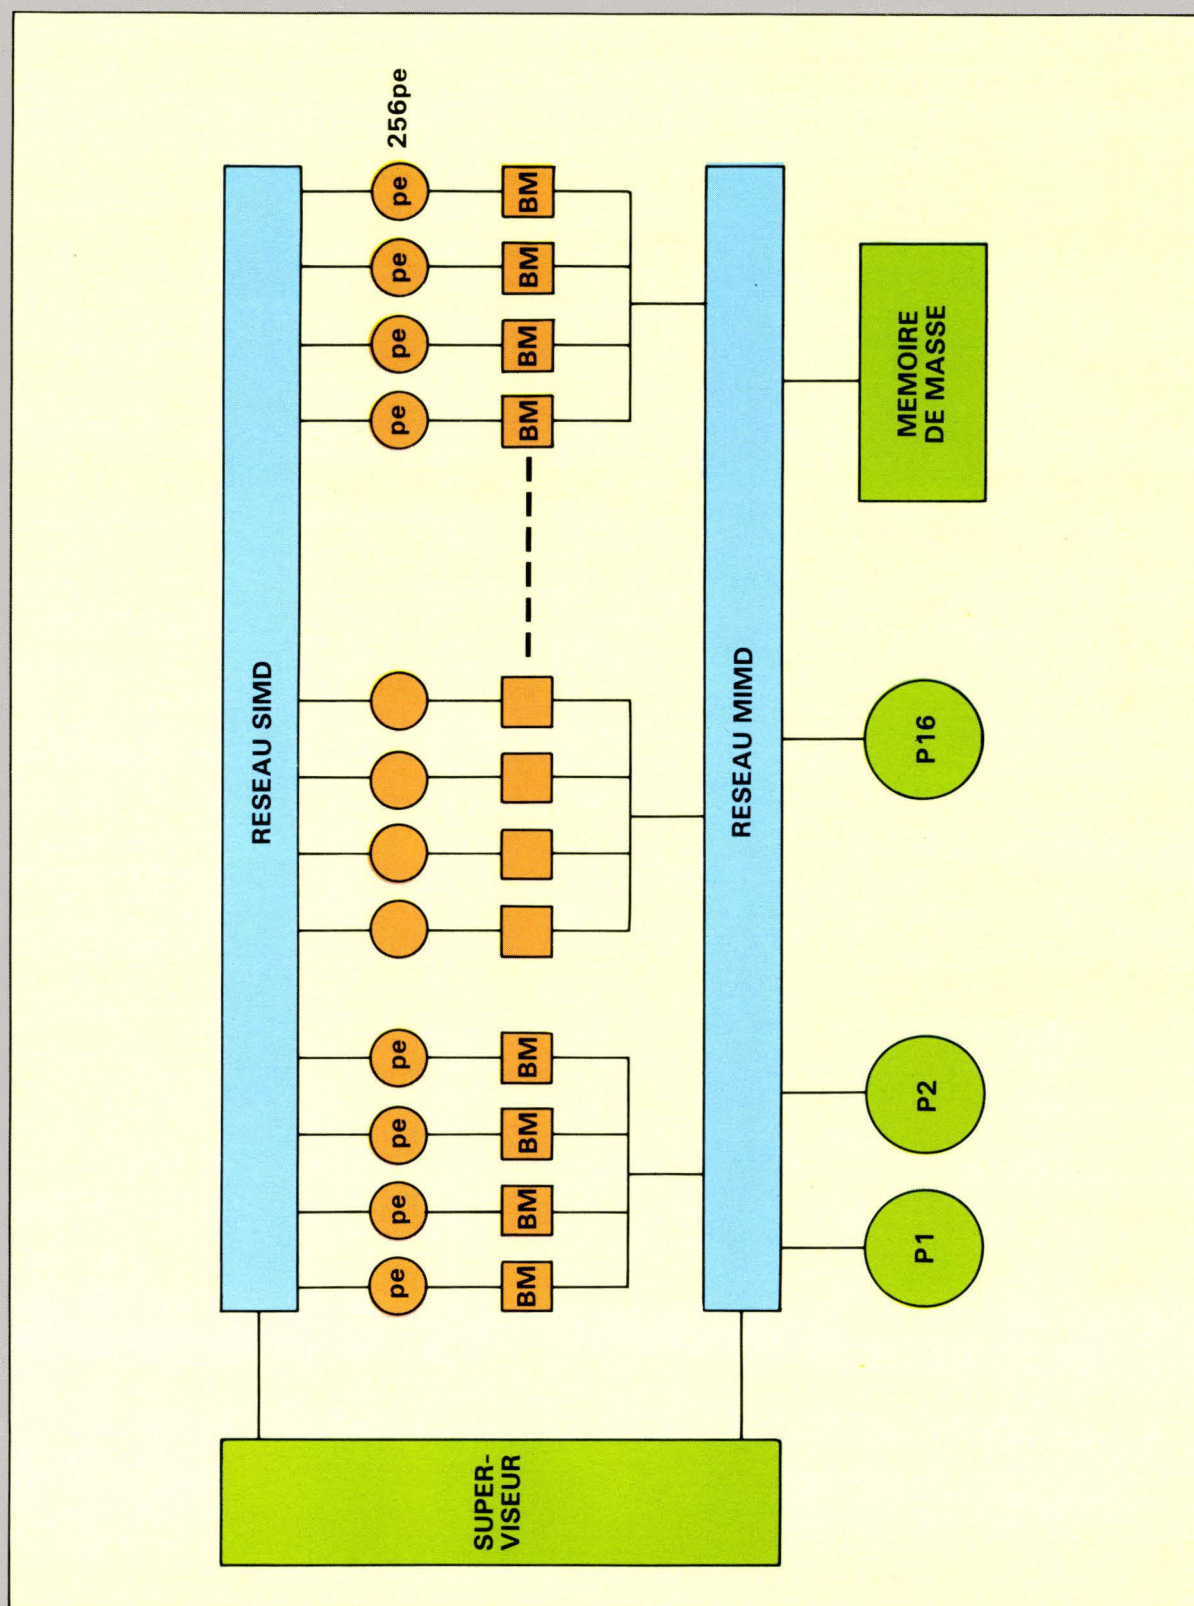 SUPER-
VISEUR
RESEAU SIMD
pe pe pe pe pe pe pe pe 256pe
BM BM BM BM BM BM BM BM
RESEAU MIMD
P1
P2
P16
MEMOIRE
DE MASSE